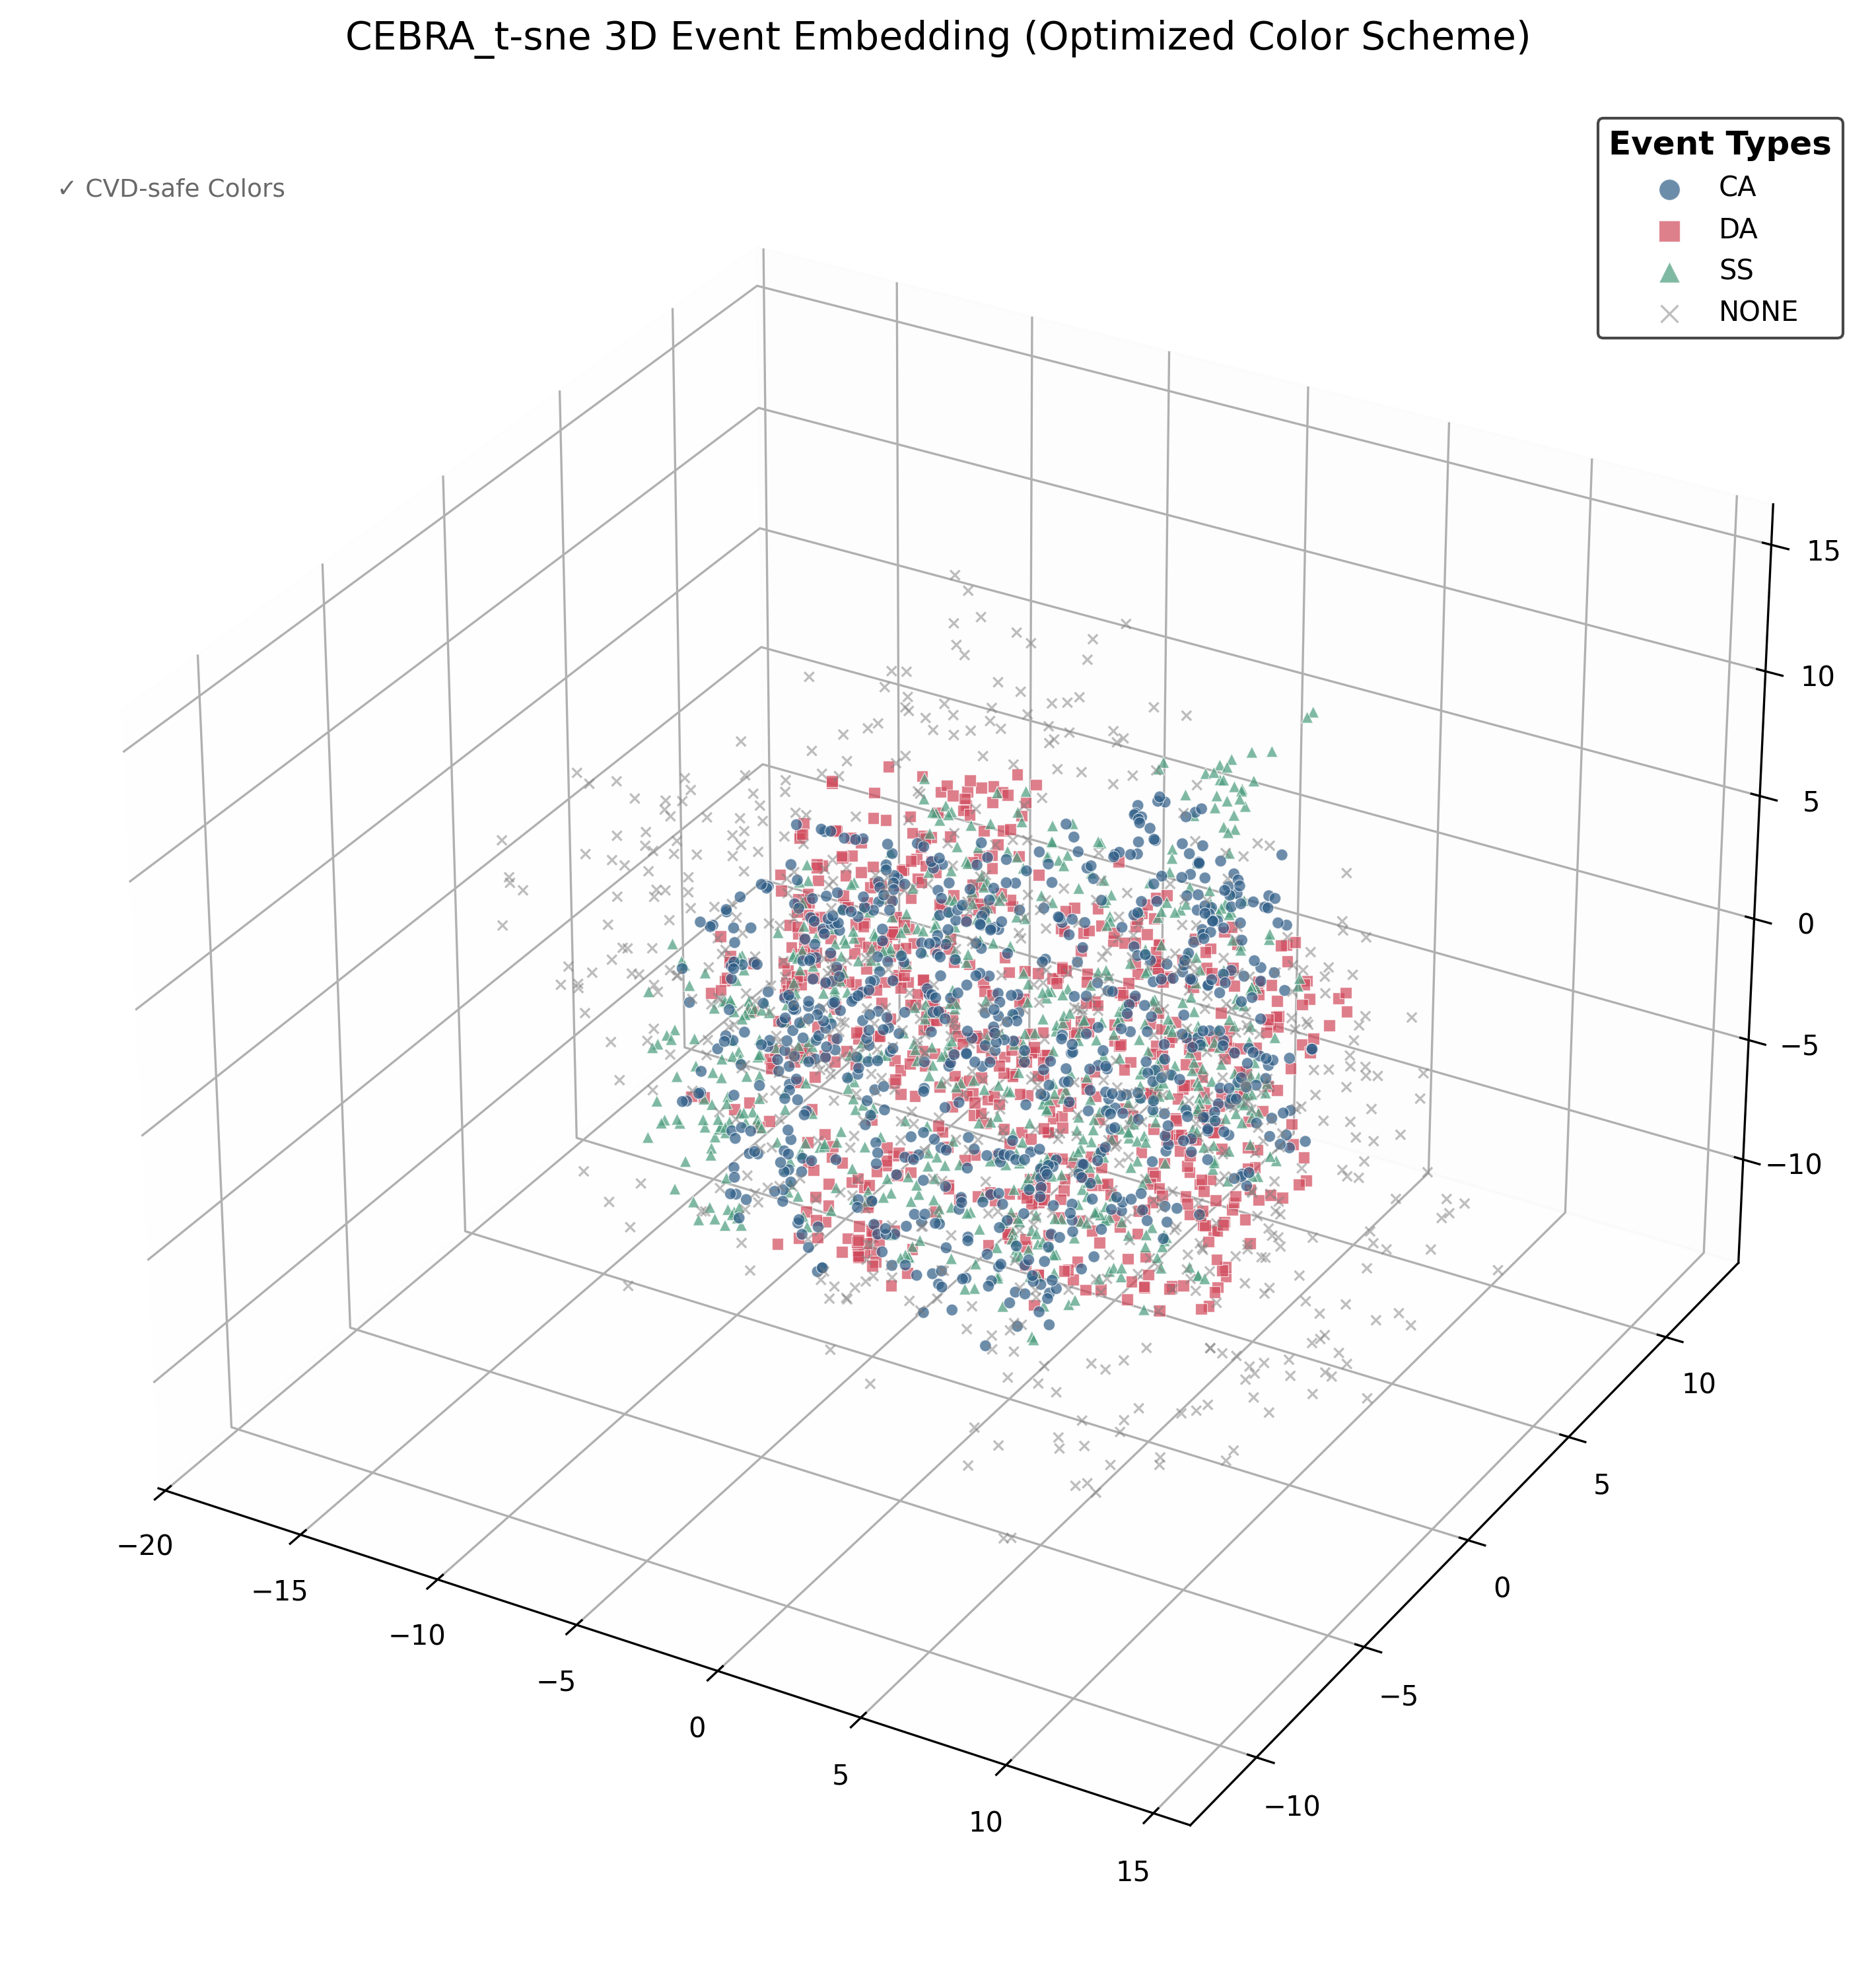 CEBRA_t-sne 3D Event Embedding (Optimized Color Scheme)
Event Types
CA
DA
SS
NONE
✓ CVD-safe Colors
15
10
5
0
−5
−10
10
5
0
−5
−10
−20
−15
−10
−5
0
5
10
15